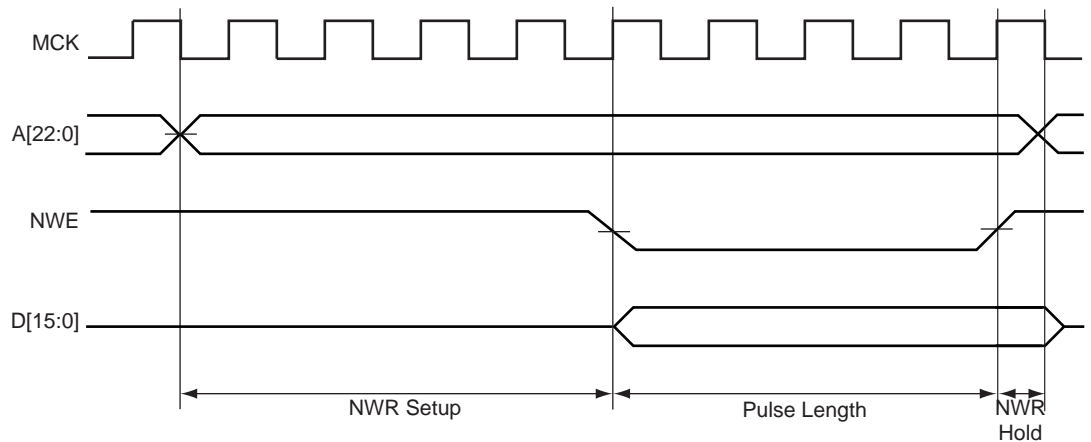 MCK
A[22:0]
NWE
D[15:0]
NWR Setup
Pulse Length
NWR
Hold